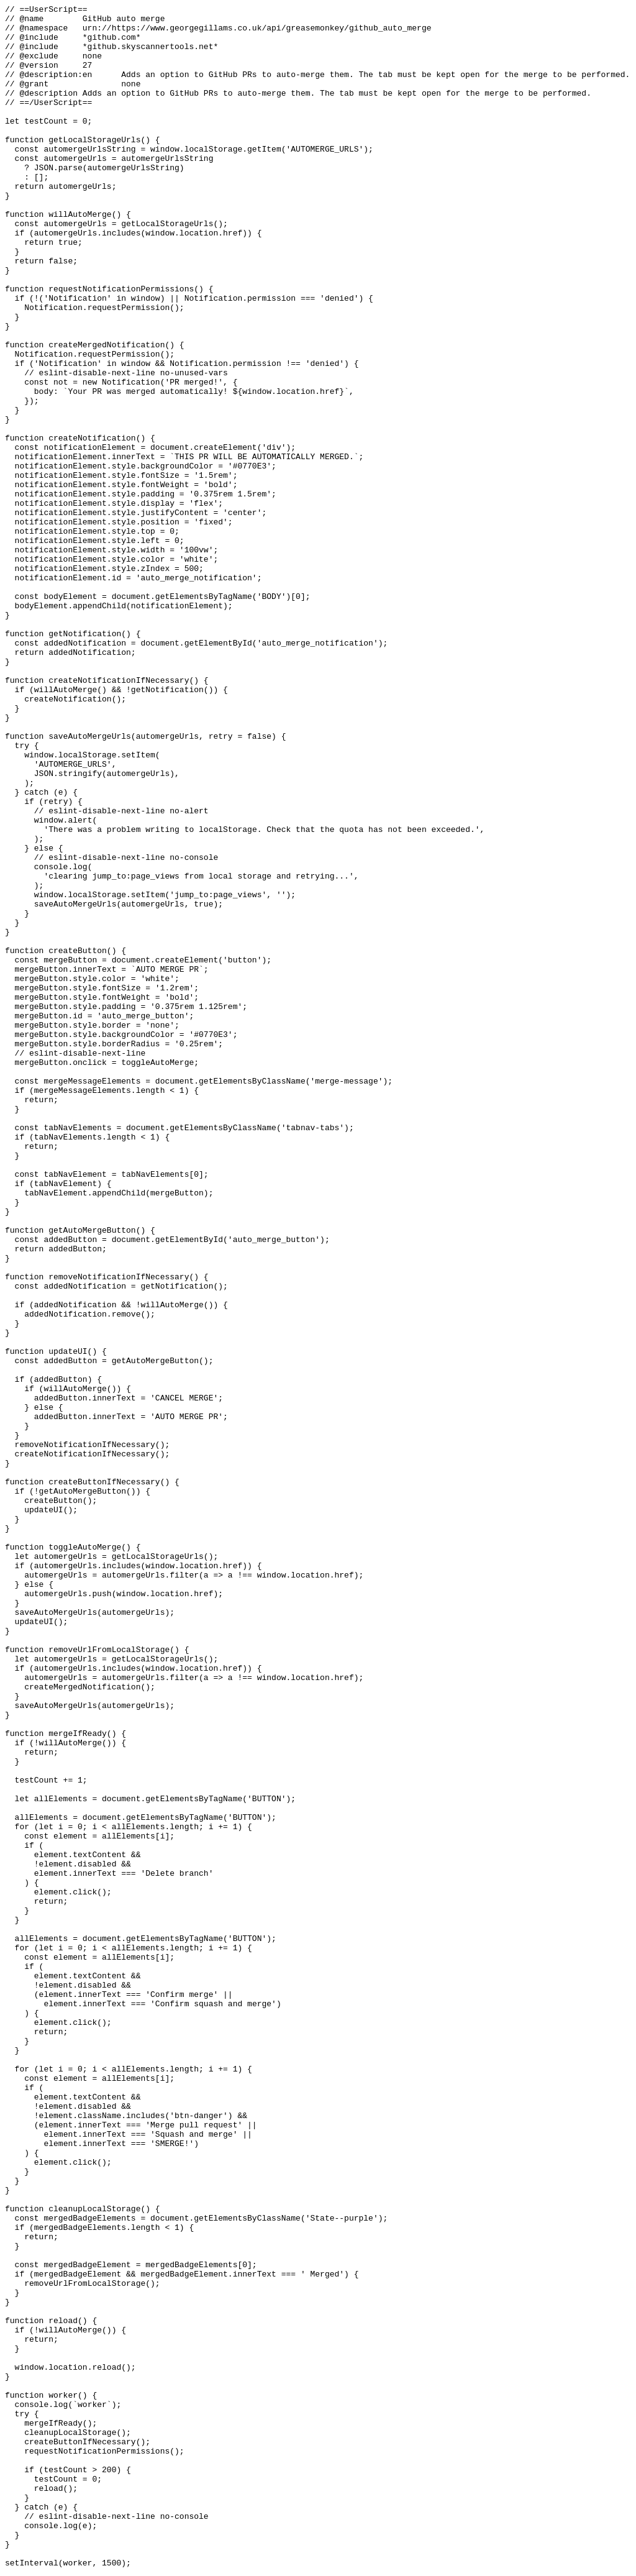 // ==UserScript==
// @name        GitHub auto merge
// @namespace   urn://https://www.georgegillams.co.uk/api/greasemonkey/github_auto_merge
// @include     *github.com*
// @include     *github.skyscannertools.net*
// @exclude     none
// @version     27
// @description:en      Adds an option to GitHub PRs to auto-merge them. The tab must be kept open for the merge to be performed.
// @grant               none
// @description Adds an option to GitHub PRs to auto-merge them. The tab must be kept open for the merge to be performed.
// ==/UserScript==

let testCount = 0;

function getLocalStorageUrls() {
  const automergeUrlsString = window.localStorage.getItem('AUTOMERGE_URLS');
  const automergeUrls = automergeUrlsString
    ? JSON.parse(automergeUrlsString)
    : [];
  return automergeUrls;
}

function willAutoMerge() {
  const automergeUrls = getLocalStorageUrls();
  if (automergeUrls.includes(window.location.href)) {
    return true;
  }
  return false;
}

function requestNotificationPermissions() {
  if (!('Notification' in window) || Notification.permission === 'denied') {
    Notification.requestPermission();
  }
}

function createMergedNotification() {
  Notification.requestPermission();
  if ('Notification' in window && Notification.permission !== 'denied') {
    // eslint-disable-next-line no-unused-vars
    const not = new Notification('PR merged!', {
      body: `Your PR was merged automatically! ${window.location.href}`,
    });
  }
}

function createNotification() {
  const notificationElement = document.createElement('div');
  notificationElement.innerText = `THIS PR WILL BE AUTOMATICALLY MERGED.`;
  notificationElement.style.backgroundColor = '#0770E3';
  notificationElement.style.fontSize = '1.5rem';
  notificationElement.style.fontWeight = 'bold';
  notificationElement.style.padding = '0.375rem 1.5rem';
  notificationElement.style.display = 'flex';
  notificationElement.style.justifyContent = 'center';
  notificationElement.style.position = 'fixed';
  notificationElement.style.top = 0;
  notificationElement.style.left = 0;
  notificationElement.style.width = '100vw';
  notificationElement.style.color = 'white';
  notificationElement.style.zIndex = 500;
  notificationElement.id = 'auto_merge_notification';

  const bodyElement = document.getElementsByTagName('BODY')[0];
  bodyElement.appendChild(notificationElement);
}

function getNotification() {
  const addedNotification = document.getElementById('auto_merge_notification');
  return addedNotification;
}

function createNotificationIfNecessary() {
  if (willAutoMerge() && !getNotification()) {
    createNotification();
  }
}

function saveAutoMergeUrls(automergeUrls, retry = false) {
  try {
    window.localStorage.setItem(
      'AUTOMERGE_URLS',
      JSON.stringify(automergeUrls),
    );
  } catch (e) {
    if (retry) {
      // eslint-disable-next-line no-alert
      window.alert(
        'There was a problem writing to localStorage. Check that the quota has not been exceeded.',
      );
    } else {
      // eslint-disable-next-line no-console
      console.log(
        'clearing jump_to:page_views from local storage and retrying...',
      );
      window.localStorage.setItem('jump_to:page_views', '');
      saveAutoMergeUrls(automergeUrls, true);
    }
  }
}

function createButton() {
  const mergeButton = document.createElement('button');
  mergeButton.innerText = `AUTO MERGE PR`;
  mergeButton.style.color = 'white';
  mergeButton.style.fontSize = '1.2rem';
  mergeButton.style.fontWeight = 'bold';
  mergeButton.style.padding = '0.375rem 1.125rem';
  mergeButton.id = 'auto_merge_button';
  mergeButton.style.border = 'none';
  mergeButton.style.backgroundColor = '#0770E3';
  mergeButton.style.borderRadius = '0.25rem';
  // eslint-disable-next-line
  mergeButton.onclick = toggleAutoMerge;

  const mergeMessageElements = document.getElementsByClassName('merge-message');
  if (mergeMessageElements.length < 1) {
    return;
  }

  const tabNavElements = document.getElementsByClassName('tabnav-tabs');
  if (tabNavElements.length < 1) {
    return;
  }

  const tabNavElement = tabNavElements[0];
  if (tabNavElement) {
    tabNavElement.appendChild(mergeButton);
  }
}

function getAutoMergeButton() {
  const addedButton = document.getElementById('auto_merge_button');
  return addedButton;
}

function removeNotificationIfNecessary() {
  const addedNotification = getNotification();

  if (addedNotification && !willAutoMerge()) {
    addedNotification.remove();
  }
}

function updateUI() {
  const addedButton = getAutoMergeButton();

  if (addedButton) {
    if (willAutoMerge()) {
      addedButton.innerText = 'CANCEL MERGE';
    } else {
      addedButton.innerText = 'AUTO MERGE PR';
    }
  }
  removeNotificationIfNecessary();
  createNotificationIfNecessary();
}

function createButtonIfNecessary() {
  if (!getAutoMergeButton()) {
    createButton();
    updateUI();
  }
}

function toggleAutoMerge() {
  let automergeUrls = getLocalStorageUrls();
  if (automergeUrls.includes(window.location.href)) {
    automergeUrls = automergeUrls.filter(a => a !== window.location.href);
  } else {
    automergeUrls.push(window.location.href);
  }
  saveAutoMergeUrls(automergeUrls);
  updateUI();
}

function removeUrlFromLocalStorage() {
  let automergeUrls = getLocalStorageUrls();
  if (automergeUrls.includes(window.location.href)) {
    automergeUrls = automergeUrls.filter(a => a !== window.location.href);
    createMergedNotification();
  }
  saveAutoMergeUrls(automergeUrls);
}

function mergeIfReady() {
  if (!willAutoMerge()) {
    return;
  }

  testCount += 1;

  let allElements = document.getElementsByTagName('BUTTON');

  allElements = document.getElementsByTagName('BUTTON');
  for (let i = 0; i < allElements.length; i += 1) {
    const element = allElements[i];
    if (
      element.textContent &&
      !element.disabled &&
      element.innerText === 'Delete branch'
    ) {
      element.click();
      return;
    }
  }

  allElements = document.getElementsByTagName('BUTTON');
  for (let i = 0; i < allElements.length; i += 1) {
    const element = allElements[i];
    if (
      element.textContent &&
      !element.disabled &&
      (element.innerText === 'Confirm merge' ||
        element.innerText === 'Confirm squash and merge')
    ) {
      element.click();
      return;
    }
  }

  for (let i = 0; i < allElements.length; i += 1) {
    const element = allElements[i];
    if (
      element.textContent &&
      !element.disabled &&
      !element.className.includes('btn-danger') &&
      (element.innerText === 'Merge pull request' ||
        element.innerText === 'Squash and merge' ||
        element.innerText === 'SMERGE!')
    ) {
      element.click();
    }
  }
}

function cleanupLocalStorage() {
  const mergedBadgeElements = document.getElementsByClassName('State--purple');
  if (mergedBadgeElements.length < 1) {
    return;
  }

  const mergedBadgeElement = mergedBadgeElements[0];
  if (mergedBadgeElement && mergedBadgeElement.innerText === ' Merged') {
    removeUrlFromLocalStorage();
  }
}

function reload() {
  if (!willAutoMerge()) {
    return;
  }

  window.location.reload();
}

function worker() {
  console.log(`worker`);
  try {
    mergeIfReady();
    cleanupLocalStorage();
    createButtonIfNecessary();
    requestNotificationPermissions();

    if (testCount > 200) {
      testCount = 0;
      reload();
    }
  } catch (e) {
    // eslint-disable-next-line no-console
    console.log(e);
  }
}

setInterval(worker, 1500);